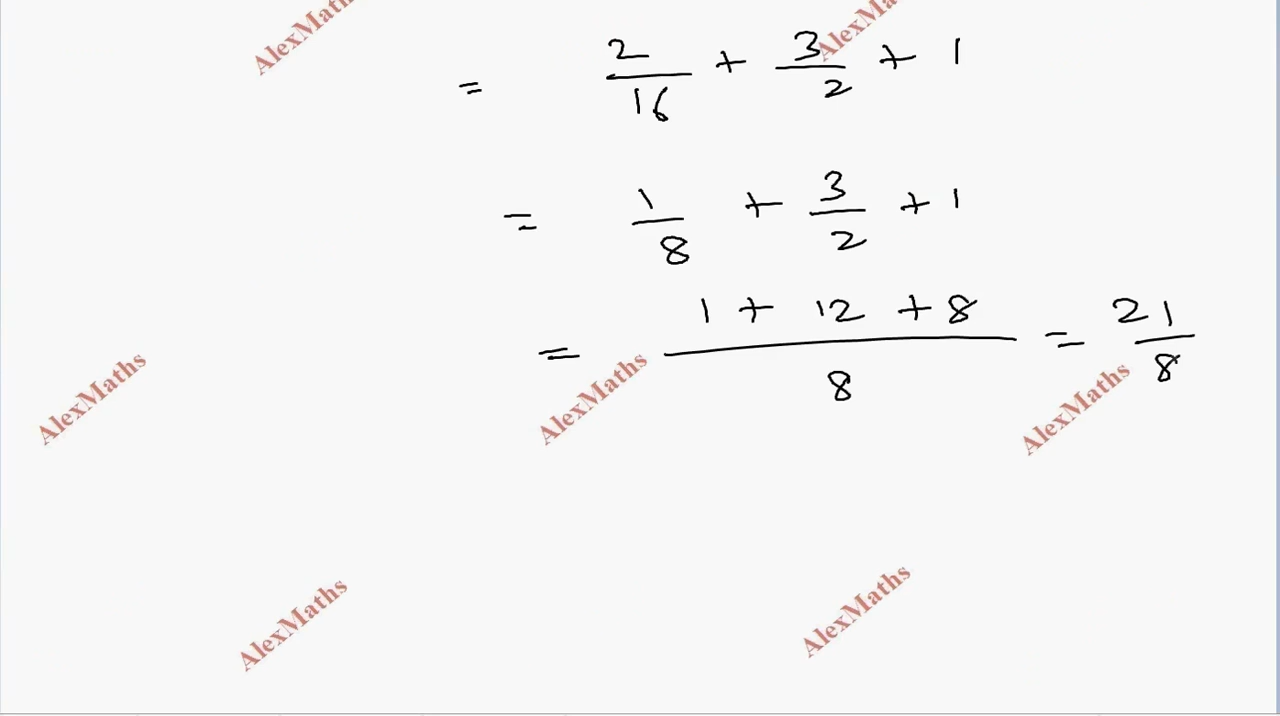 AlexMaths AlexMaths
= 2/16 + 3/2 + 1
= 1/8 + 3/2 + 1
= (1 + 12 + 8)/8 = 21/8
AlexMaths AlexMaths AlexMaths
AlexMaths AlexMaths